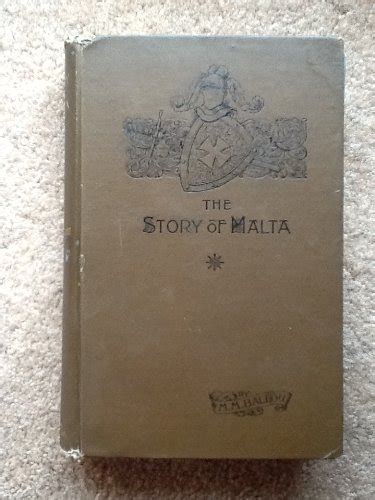 THE
STORY OF MALTA
BY
M.M. BALLOU